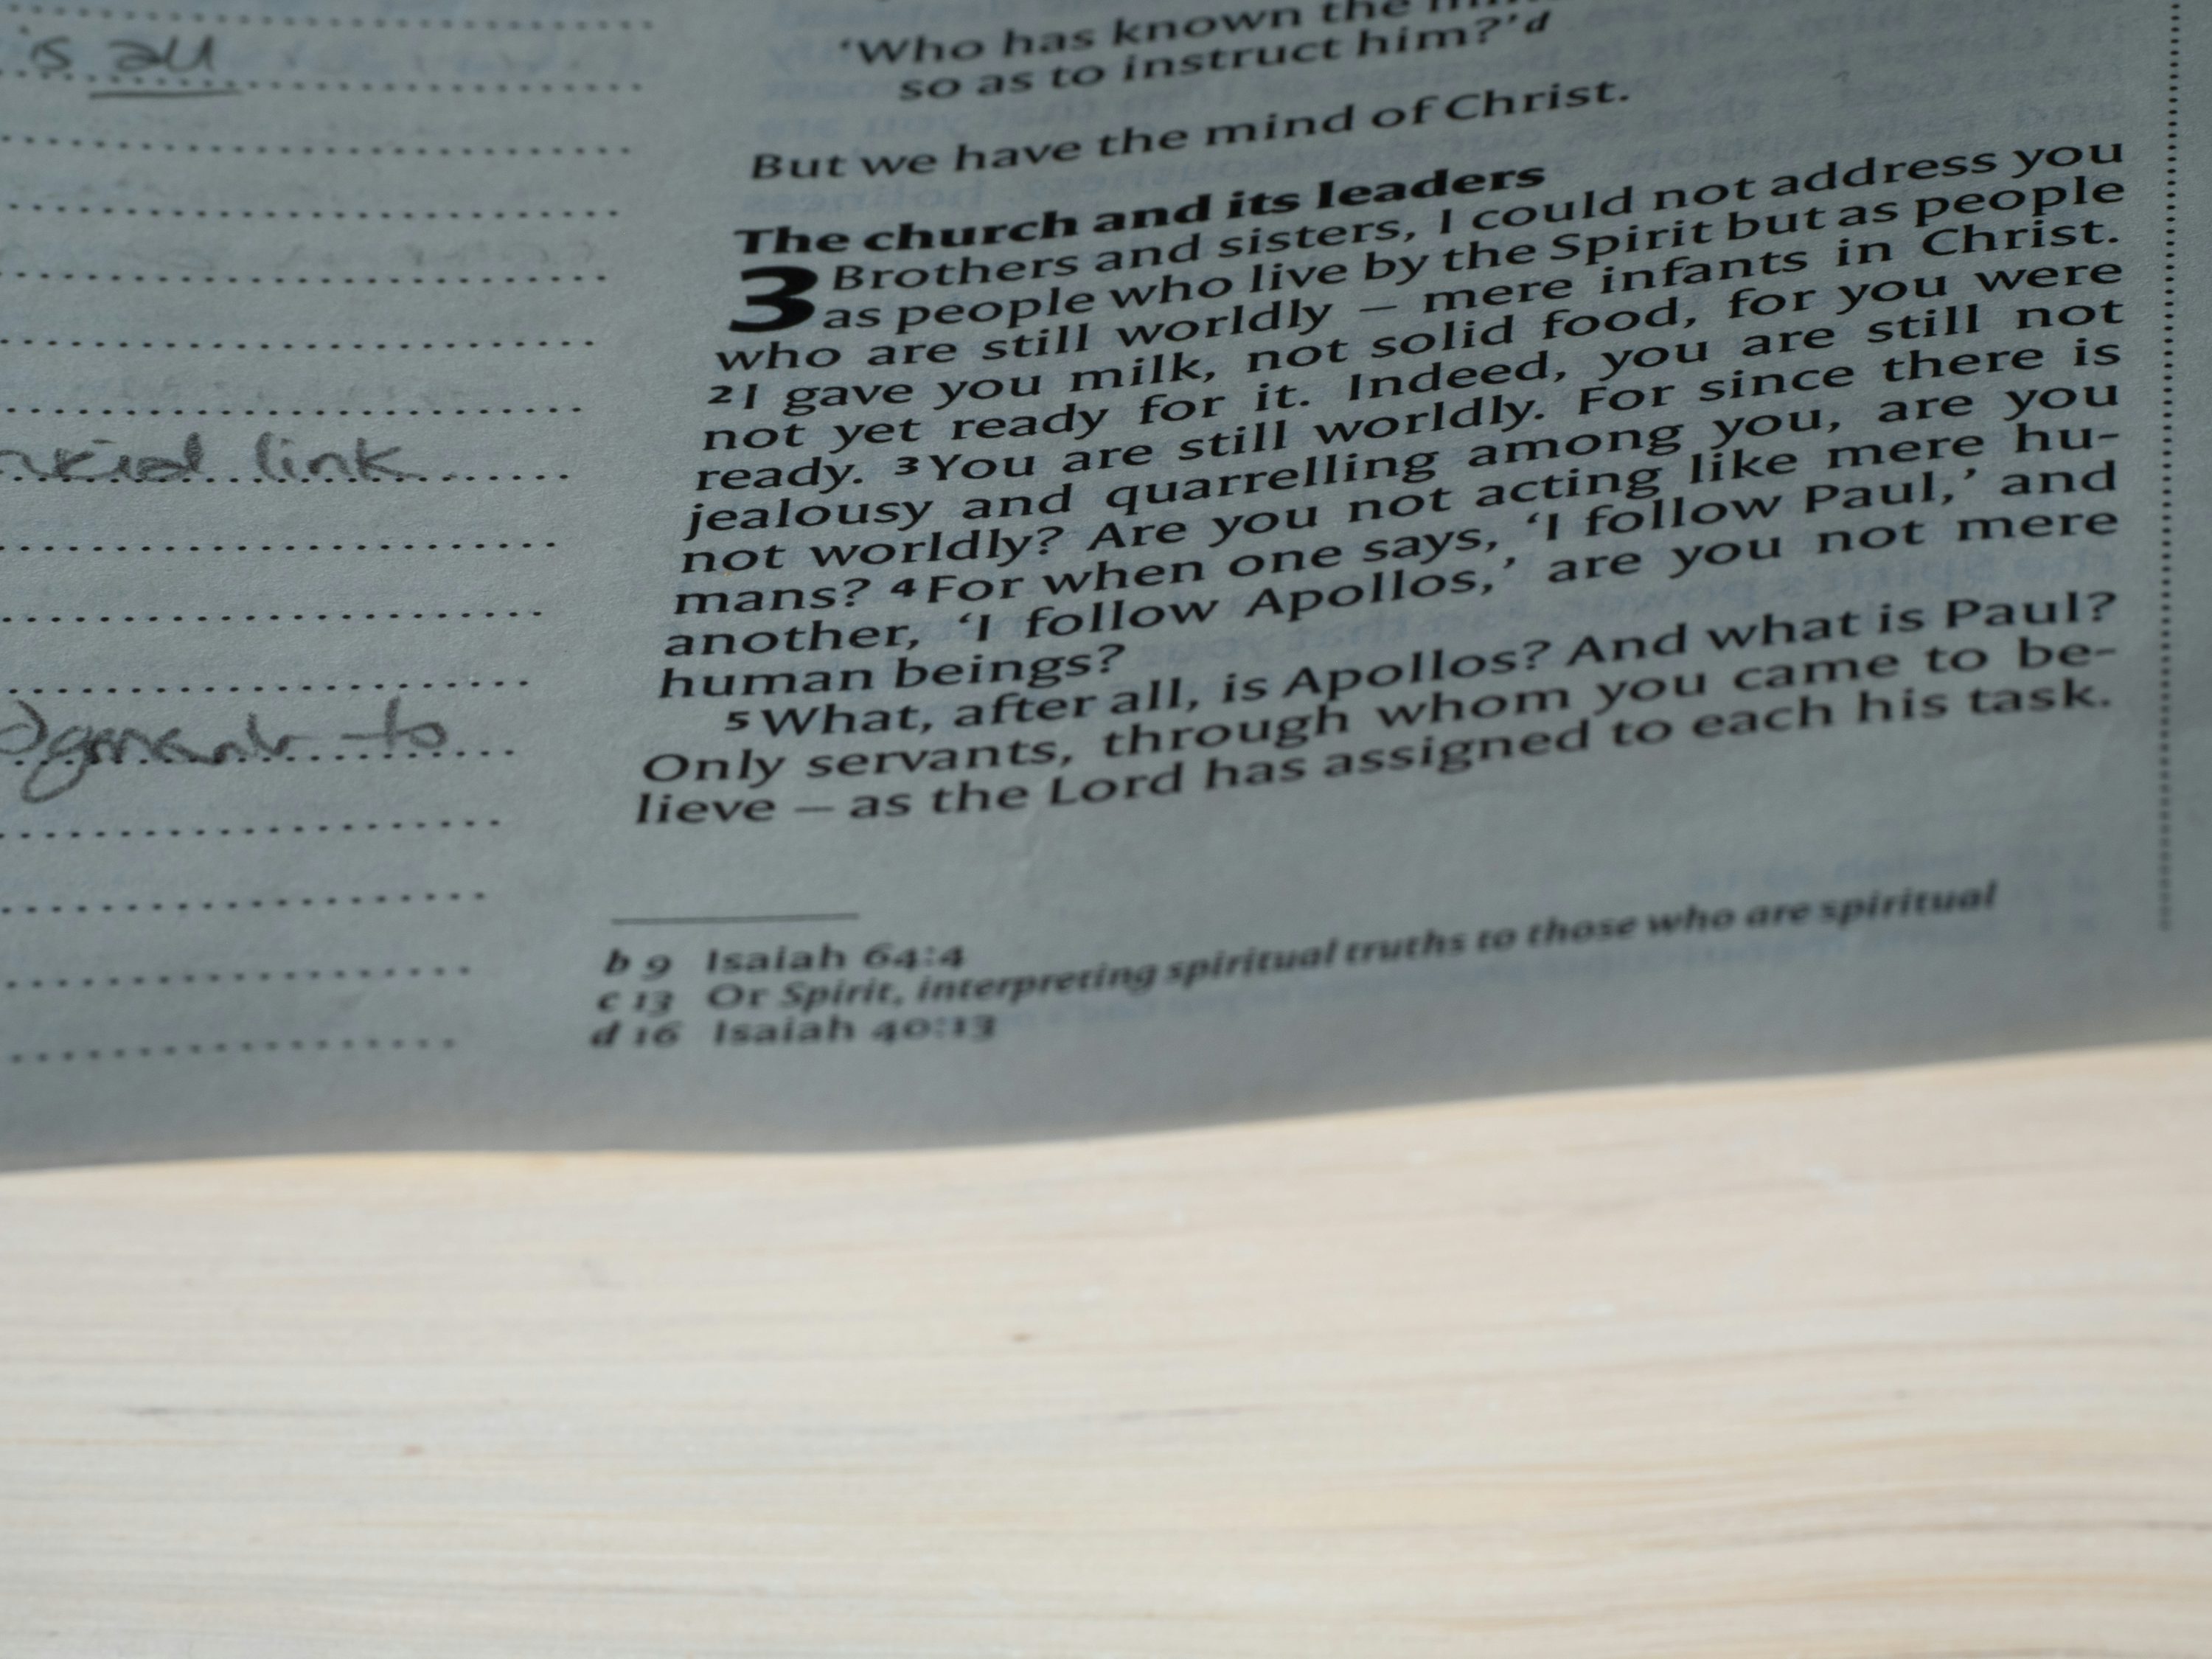 is all
link
to
'Who has known the
so as to instruct him?'d
But we have the mind of Christ.
The church and its leaders
3 Brothers and sisters, I could not address you
as people who live by the Spirit but as people
who are still worldly – mere infants in Christ.
2 I gave you milk, not solid food, for you were
not yet ready for it. Indeed, you are still not
ready. 3 You are still worldly. For since there is
jealousy and quarrelling among you, are you
not worldly? Are you not acting like mere hu-
mans? 4 For when one says, 'I follow Paul,' and
another, 'I follow Apollos,' are you not mere
human beings?
5 What, after all, is Apollos? And what is Paul?
Only servants, through whom you came to be-
lieve – as the Lord has assigned to each his task.
b 9 Isaiah 64:4
c 13 Or Spirit, interpreting spiritual truths to those who are spiritual
d 16 Isaiah 40:13